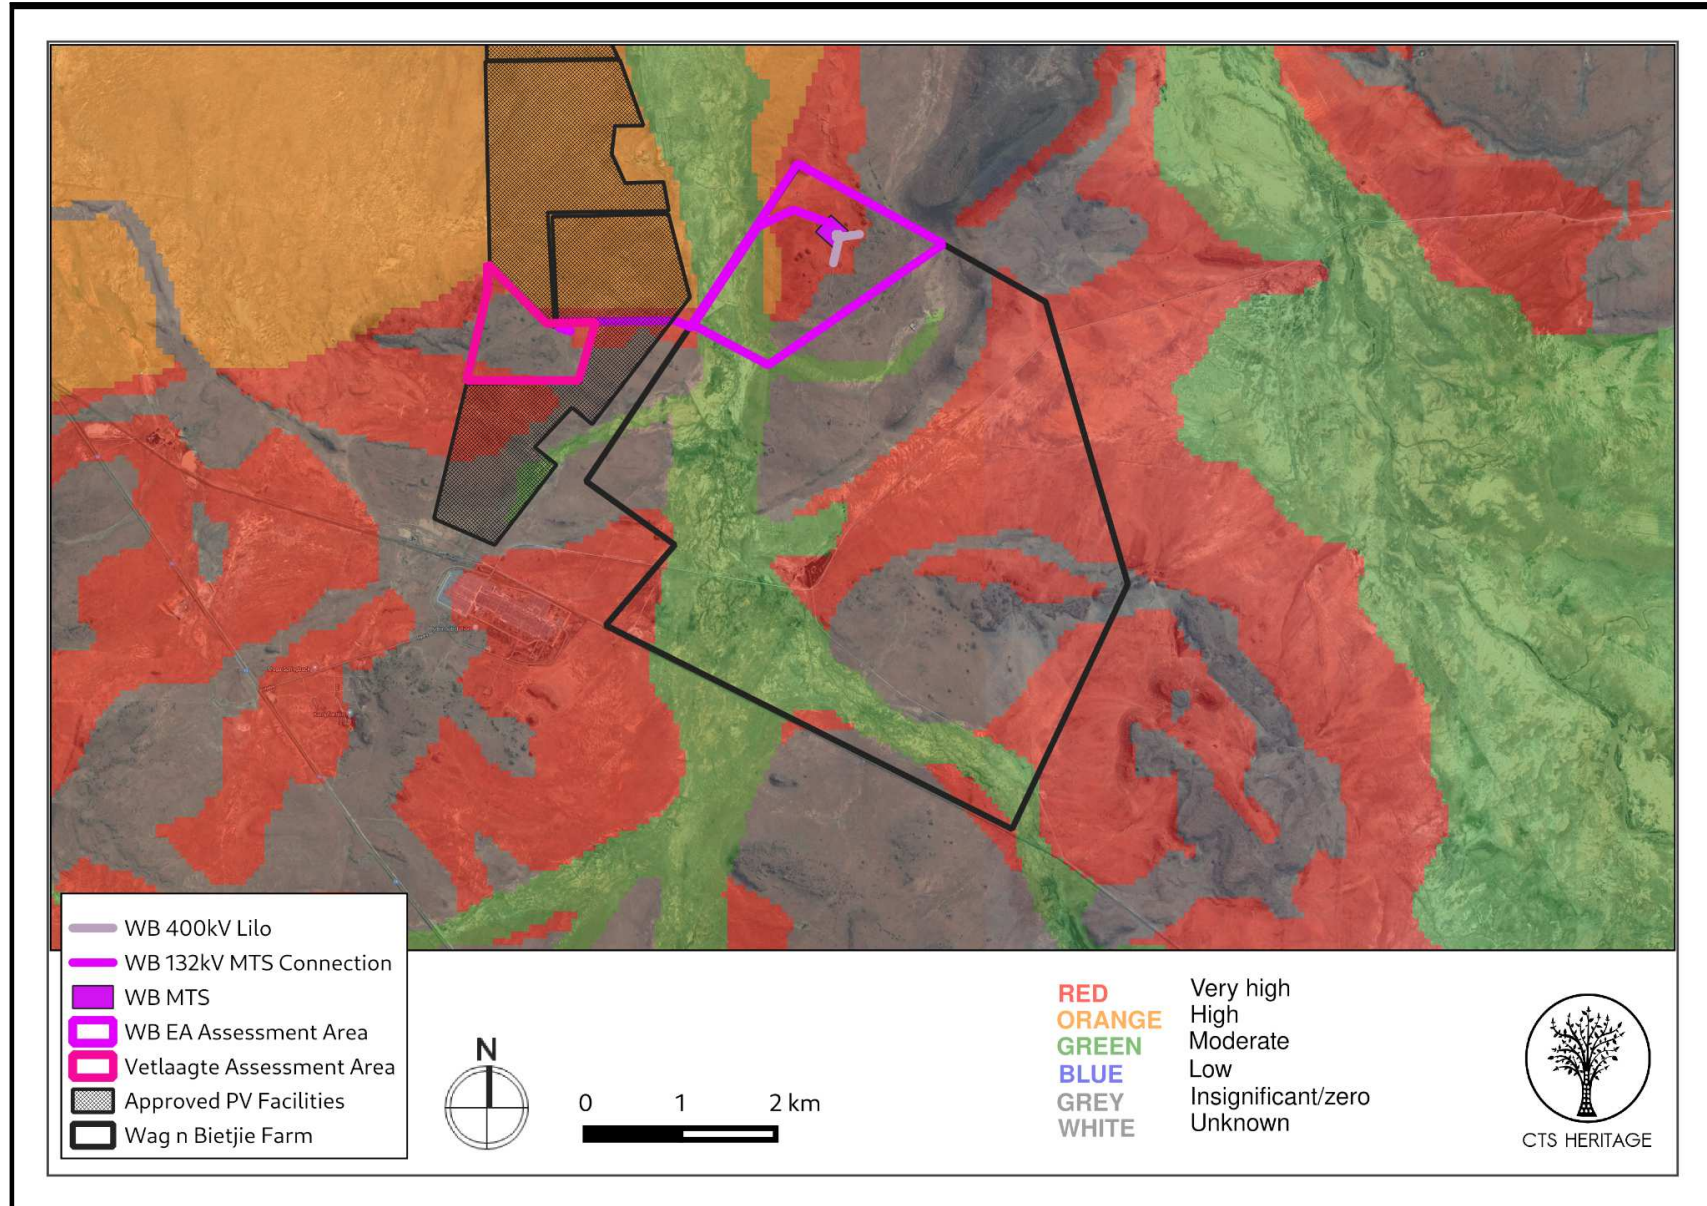 WB 400kV Lilo
WB 132kV MTS Connection
WB MTS
WB EA Assessment Area
Vetlaagte Assessment Area
Approved PV Facilities
Wag n Bietjie Farm
N
0 1 2 km
RED Very high
ORANGE High
GREEN Moderate
BLUE Low
GREY Insignificant/zero
WHITE Unknown
CTS HERITAGE